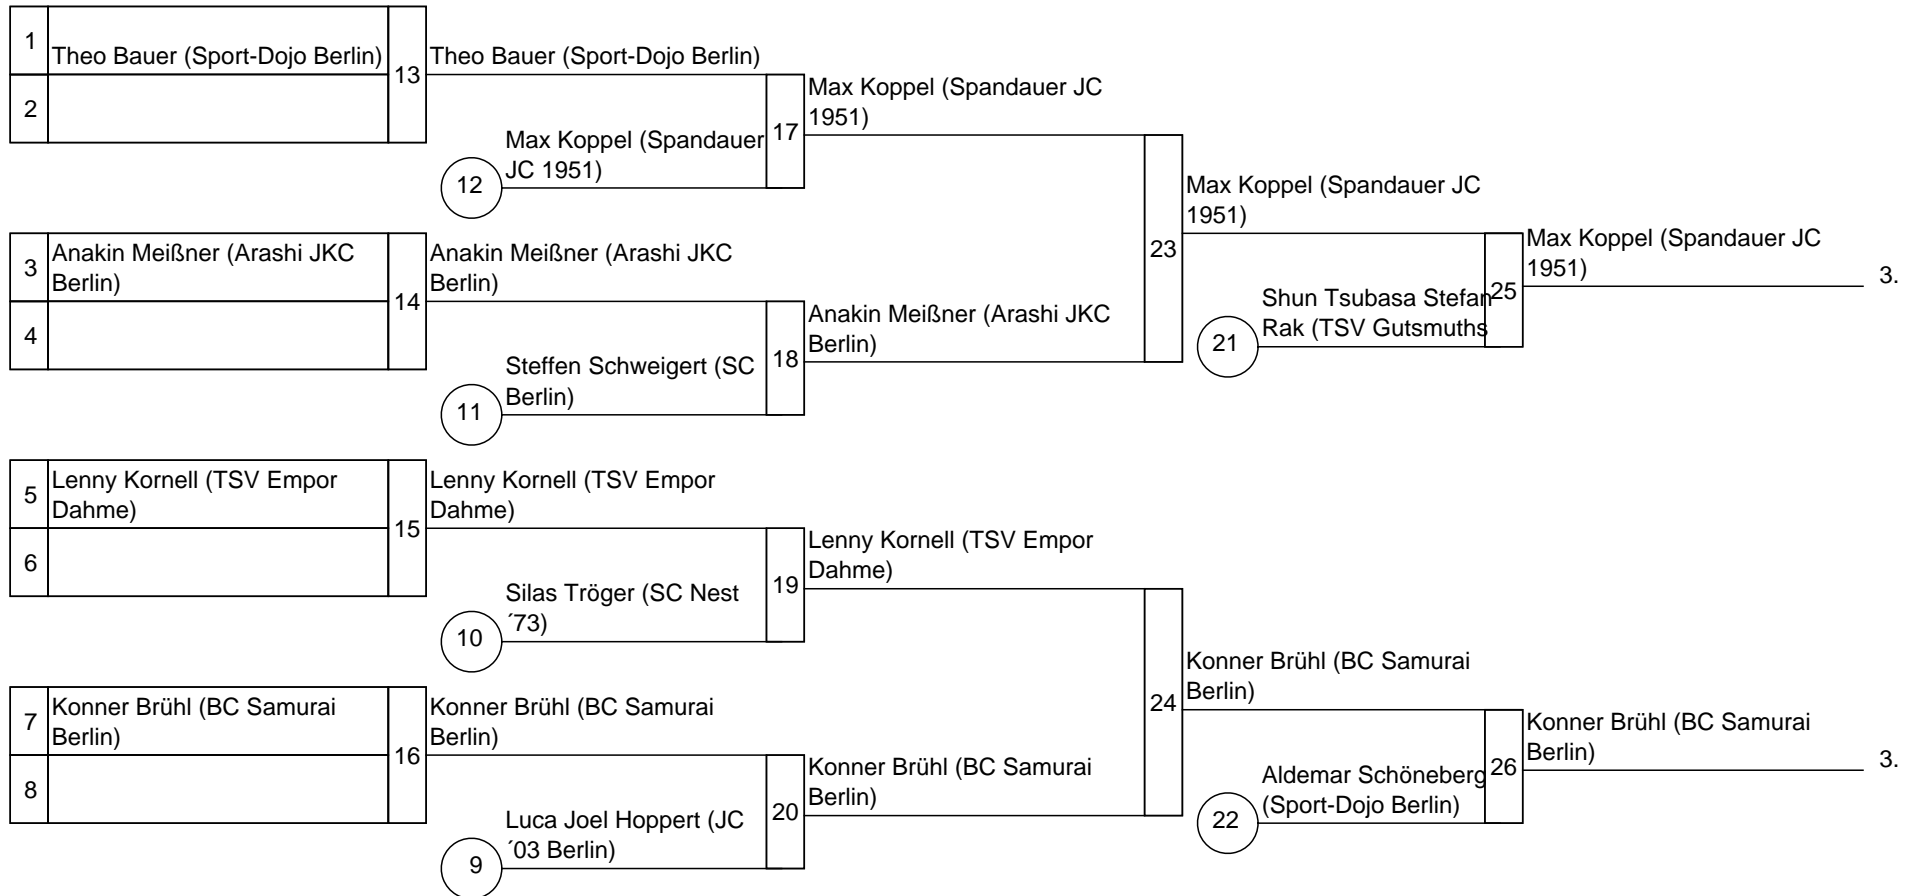 1
Theo Bauer (Sport-Dojo Berlin)
2
13
Theo Bauer (Sport-Dojo Berlin)
12
Max Koppel (Spandauer
JC 1951)
17
Max Koppel (Spandauer JC
1951)
3
Anakin Meißner (Arashi JKC
Berlin)
4
14
Anakin Meißner (Arashi JKC
Berlin)
11
Steffen Schweigert (SC
Berlin)
18
Anakin Meißner (Arashi JKC
Berlin)
23
Max Koppel (Spandauer JC
1951)
21
Shun Tsubasa Stefan
Rak (TSV Gutsmuths
25
Max Koppel (Spandauer JC
1951)
3.
5
Lenny Kornell (TSV Empor
Dahme)
6
15
Lenny Kornell (TSV Empor
Dahme)
10
Silas Tröger (SC Nest
´73)
19
Lenny Kornell (TSV Empor
Dahme)
7
Konner Brühl (BC Samurai
Berlin)
8
16
Konner Brühl (BC Samurai
Berlin)
9
Luca Joel Hoppert (JC
´03 Berlin)
20
Konner Brühl (BC Samurai
Berlin)
24
Konner Brühl (BC Samurai
Berlin)
22
Aldemar Schöneberg
(Sport-Dojo Berlin)
26
Konner Brühl (BC Samurai
Berlin)
3.